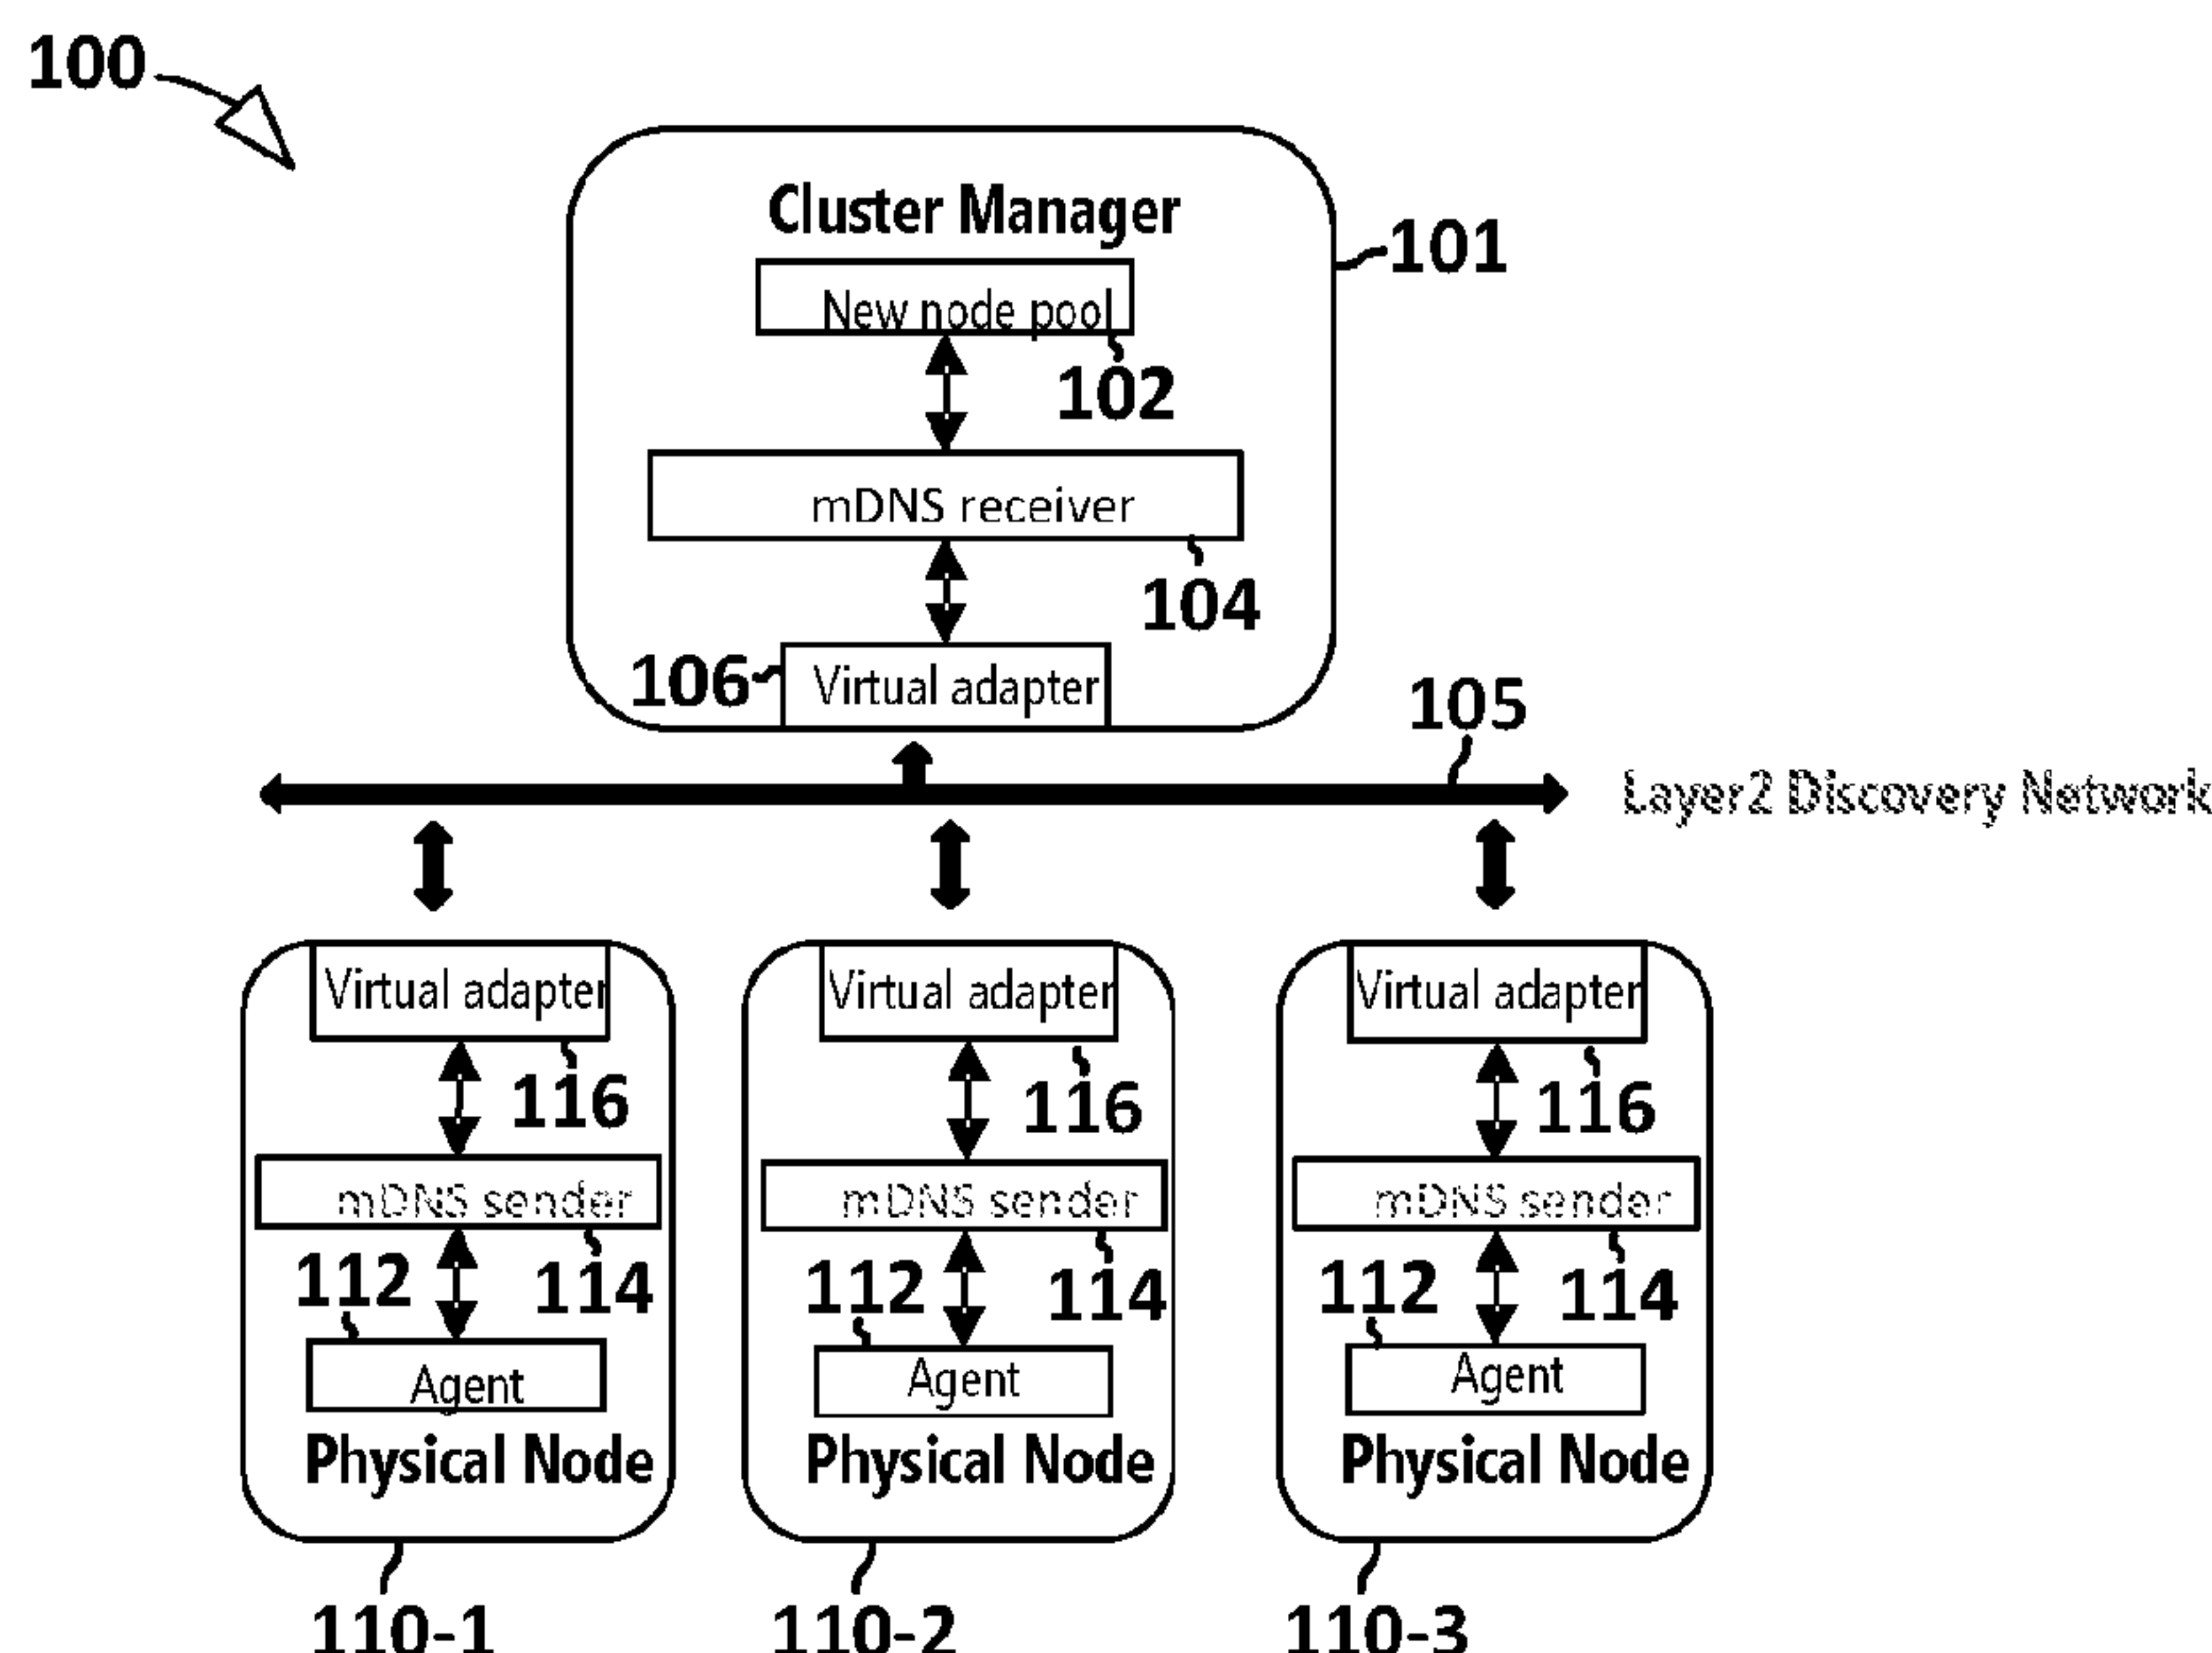 100
Cluster Manager
101
New node pool
102
mDNS receiver
104
106
Virtual adapter
105
Layer2 Discovery Network
Virtual adapter
Virtual adapter
Virtual adapter
116
116
116
mDNS sender
mDNS sender
mDNS sender
112
114
112
114
112
114
Agent
Agent
Agent
Physical Node
Physical Node
Physical Node
110-1
110-2
110-3